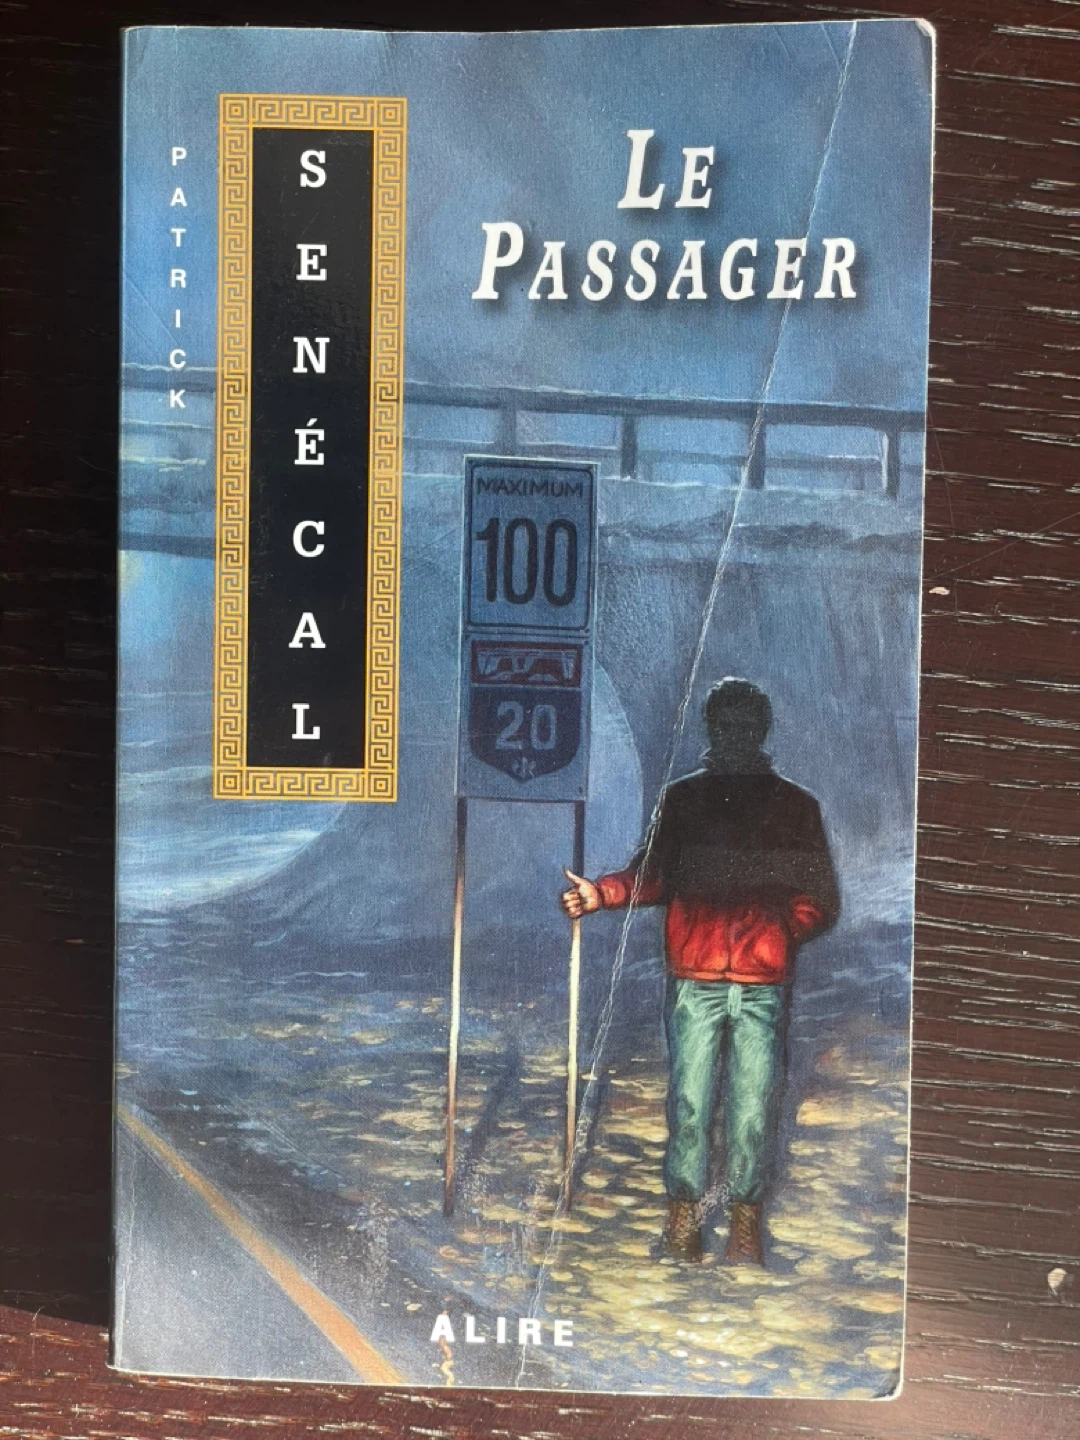 PATRICK
SENÉCAL
LE
PASSAGER
MAXIMUM
100
20
ALIRE